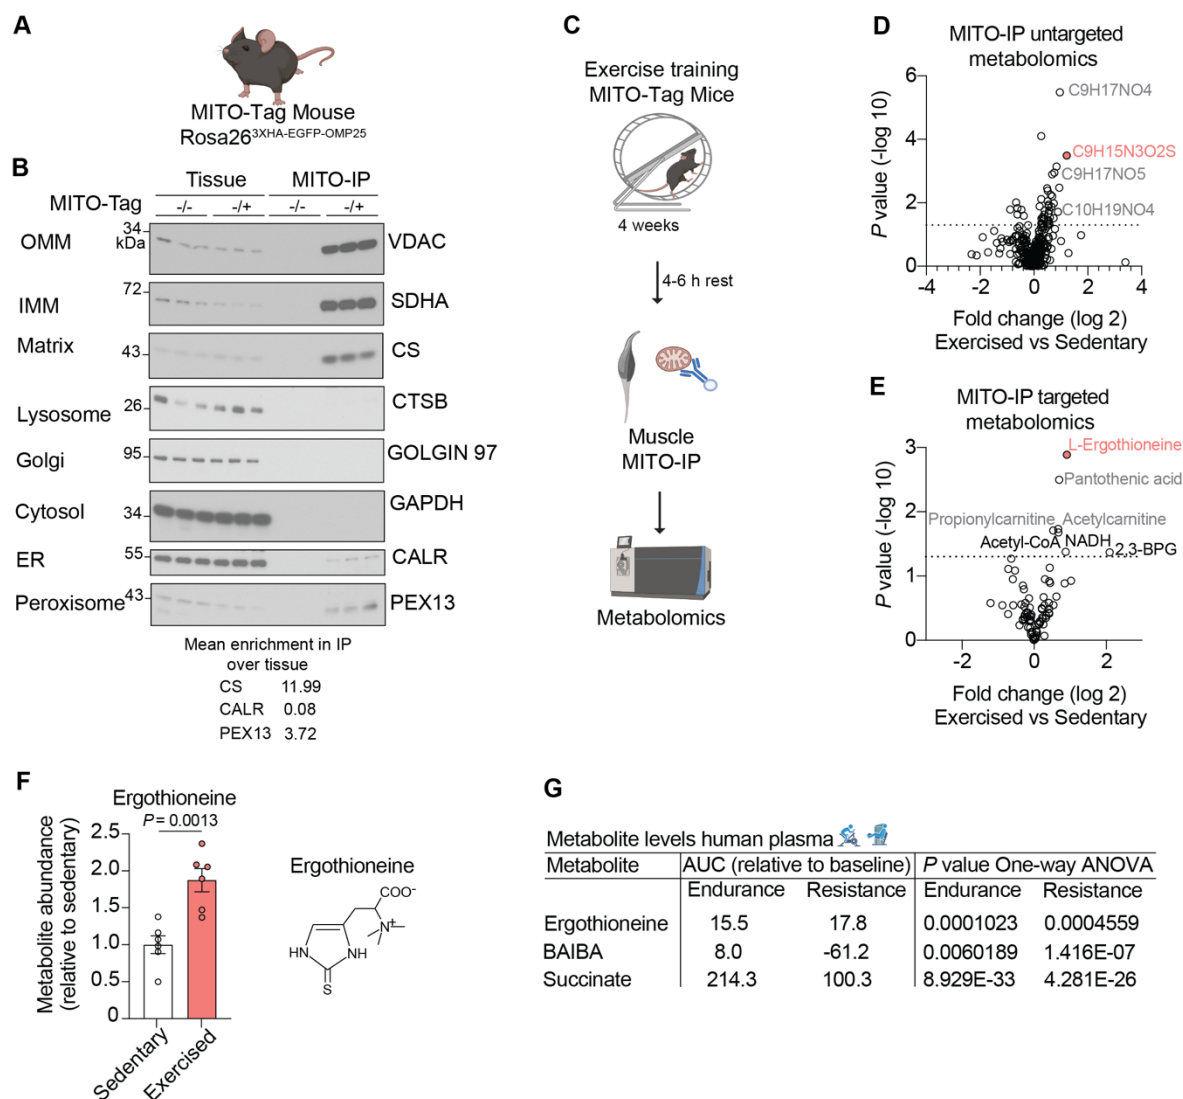 A
MITO-Tag Mouse
Rosa26 3XHA-EGFP-OMP25
B
Tissue MITO-IP
MITO-Tag -/- -/+ -/- -/+
OMM 34 kDa VDAC
IMM 72 SDHA
Matrix 43 CS
Lysosome 26 CTSB
Golgi 95 GOLGIN 97
Cytosol 34 GAPDH
ER 55 CALR
Peroxisome 43 PEX13
Mean enrichment in IP
over tissue
CS 11.99
CALR 0.08
PEX13 3.72
C
Exercise training
MITO-Tag Mice
4 weeks
4-6 h rest
Muscle
MITO-IP
Metabolomics
D
MITO-IP untargeted
metabolomics
P value (-log 10)
6
4
2
0
C9H17NO4
C9H15N3O2S
C9H17NO5
C10H19NO4
-4 -2 0 2 4
Fold change (log 2)
Exercised vs Sedentary
E
MITO-IP targeted
metabolomics
P value (-log 10)
3
2
1
0
L-Ergothioneine
Pantothenic acid
Propionylcarnitine Acetylcarnitine
Acetyl-CoA NADH 2,3-BPG
-2 0 2
Fold change (log 2)
Exercised vs Sedentary
F
Ergothioneine
P = 0.0013
Metabolite abundance
(relative to sedentary)
2.5
2.0
1.5
1.0
0.5
0
Sedentary
Exercised
Ergothioneine
COO-
N+
HN NH
S
G
Metabolite levels human plasma
Metabolite AUC (relative to baseline) P value One-way ANOVA
Endurance Resistance Endurance Resistance
Ergothioneine 15.5 17.8 0.0001023 0.0004559
BAIBA 8.0 -61.2 0.0060189 1.416E-07
Succinate 214.3 100.3 8.929E-33 4.281E-26